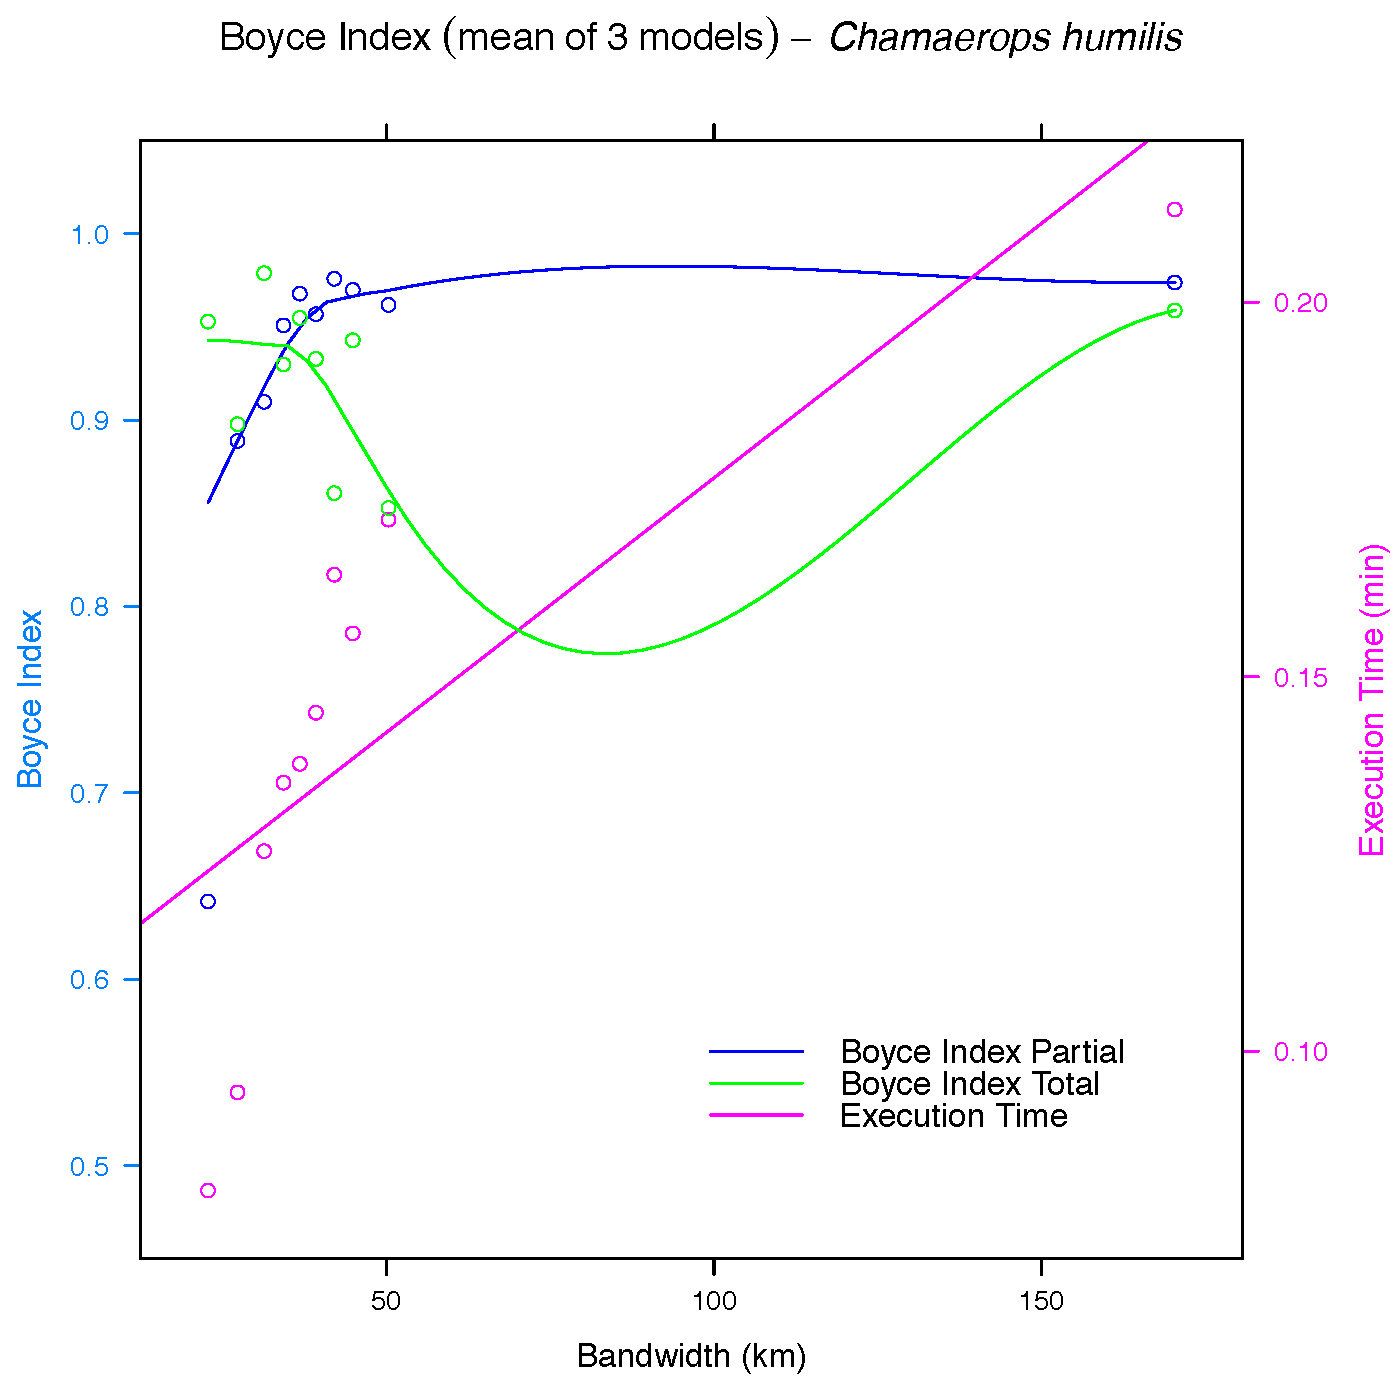 Boyce Index (mean of 3 models) – Chamaerops humilis
1.0
0.9
0.8
0.7
0.6
0.5
Boyce Index
0.20
0.15
0.10
Execution Time (min)
Boyce Index Partial
Boyce Index Total
Execution Time
50 100 150
Bandwidth (km)